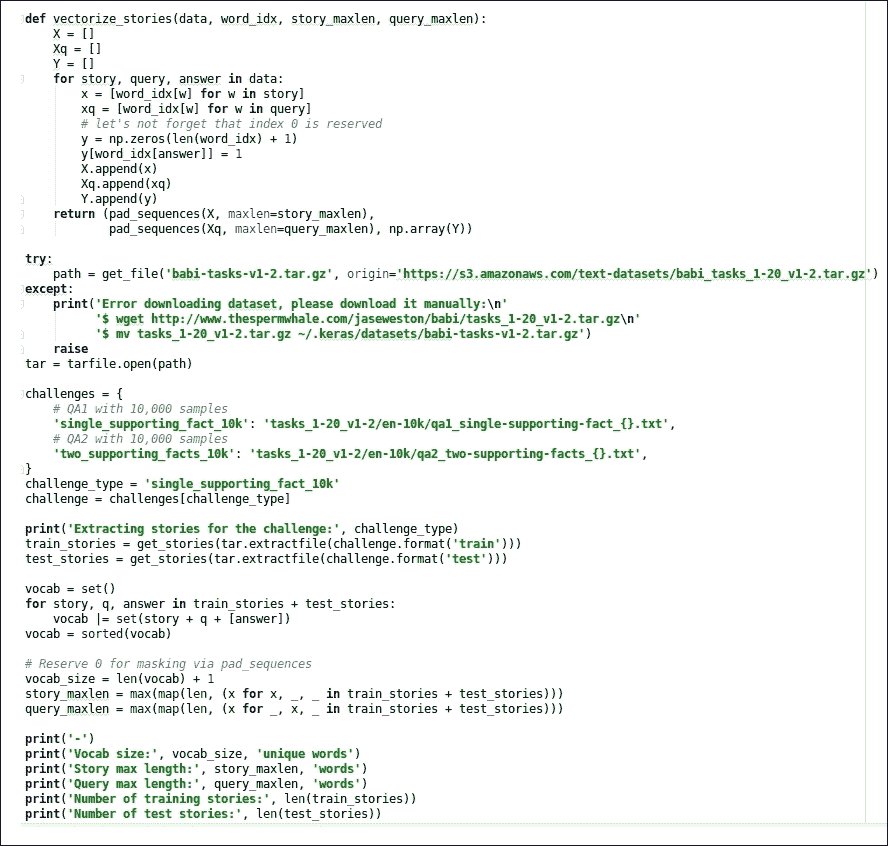 def vectorize_stories(data, word_idx, story_maxlen, query_maxlen):
    X = []
    Xq = []
    Y = []
    for story, query, answer in data:
        x = [word_idx[w] for w in story]
        xq = [word_idx[w] for w in query]
        # let's not forget that index 0 is reserved
        y = np.zeros(len(word_idx) + 1)
        y[word_idx[answer]] = 1
        X.append(x)
        Xq.append(xq)
        Y.append(y)
    return (pad_sequences(X, maxlen=story_maxlen),
            pad_sequences(Xq, maxlen=query_maxlen), np.array(Y))

try:
    path = get_file('babi-tasks-v1-2.tar.gz', origin='https://s3.amazonaws.com/text-datasets/babi_tasks_1-20_v1-2.tar.gz')
except:
    print('Error downloading dataset, please download it manually:\n'
          '$ wget http://www.thespermwhale.com/jaseweston/babi/tasks_1-20_v1-2.tar.gz\n'
          '$ mv tasks_1-20_v1-2.tar.gz ~/.keras/datasets/babi-tasks-v1-2.tar.gz')
    raise
tar = tarfile.open(path)

challenges = {
    # QA1 with 10,000 samples
    'single_supporting_fact_10k': 'tasks_1-20_v1-2/en-10k/qa1_single-supporting-fact_{}.txt',
    # QA2 with 10,000 samples
    'two_supporting_facts_10k': 'tasks_1-20_v1-2/en-10k/qa2_two-supporting-facts_{}.txt',
}
challenge_type = 'single_supporting_fact_10k'
challenge = challenges[challenge_type]

print('Extracting stories for the challenge:', challenge_type)
train_stories = get_stories(tar.extractfile(challenge.format('train')))
test_stories = get_stories(tar.extractfile(challenge.format('test')))

vocab = set()
for story, q, answer in train_stories + test_stories:
    vocab |= set(story + q + [answer])
vocab = sorted(vocab)

# Reserve 0 for masking via pad_sequences
vocab_size = len(vocab) + 1
story_maxlen = max(map(len, (x for x, _, _ in train_stories + test_stories)))
query_maxlen = max(map(len, (x for _, x, _ in train_stories + test_stories)))

print('-')
print('Vocab size:', vocab_size, 'unique words')
print('Story max length:', story_maxlen, 'words')
print('Query max length:', query_maxlen, 'words')
print('Number of training stories:', len(train_stories))
print('Number of test stories:', len(test_stories))